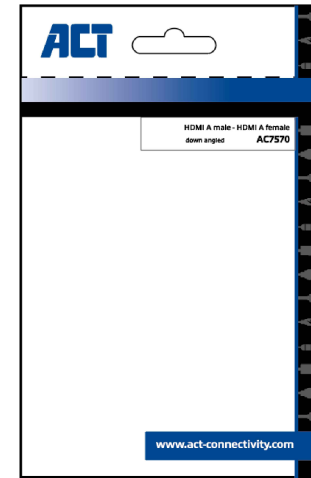 ACT
HDMI A male - HDMI A female
down angled AC7570
www.act-connectivity.com